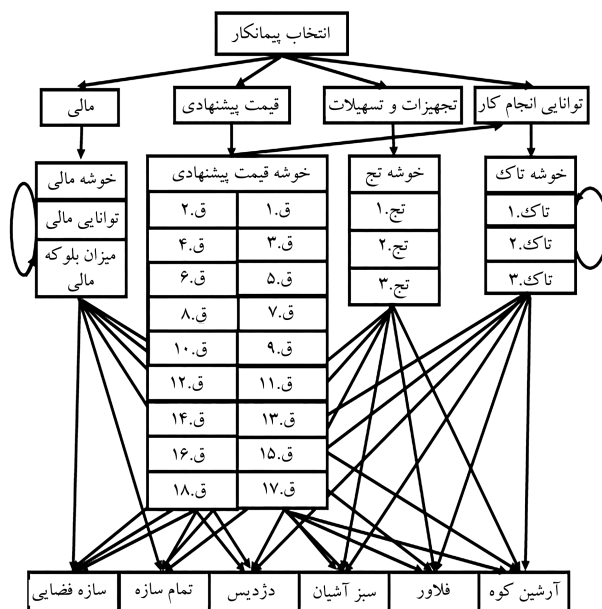 انتخاب پیمانکار
توانایی انجام کار
تجهیزات و تسهیلات
قیمت پیشنهادی
مالی
خوشه تاک
تاک.۱
تاک.۲
تاک.۳
خوشه تج
تج.۱
تج.۲
تج.۳
خوشه قیمت پیشنهادی
ق.۱ ق.۲
ق.۳ ق.۴
ق.۵ ق.۶
ق.۷ ق.۸
ق.۹ ق.۱۰
ق.۱۱ ق.۱۲
ق.۱۳ ق.۱۴
ق.۱۵ ق.۱۶
ق.۱۷ ق.۱۸
خوشه مالی
توانایی مالی
میزان بلوکه
مالی
آرشین کوه
فلاور
سبز آشیان
دژدیس
تمام سازه
سازه فضایی